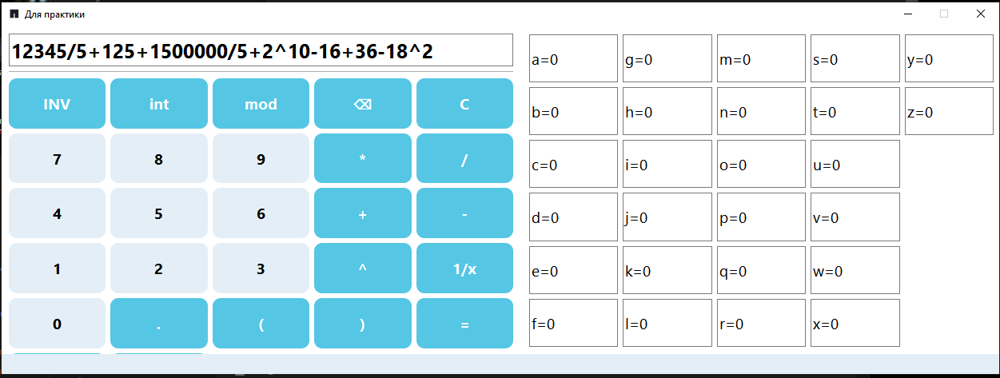 Для практики
12345/5+125+1500000/5+2^10-16+36-18^2
INV int mod ⌫ C
7 8 9 * /
4 5 6 + -
1 2 3 ^ 1/x
0 . ( ) =
a=0 g=0 m=0 s=0 y=0
b=0 h=0 n=0 t=0 z=0
c=0 i=0 o=0 u=0
d=0 j=0 p=0 v=0
e=0 k=0 q=0 w=0
f=0 l=0 r=0 x=0